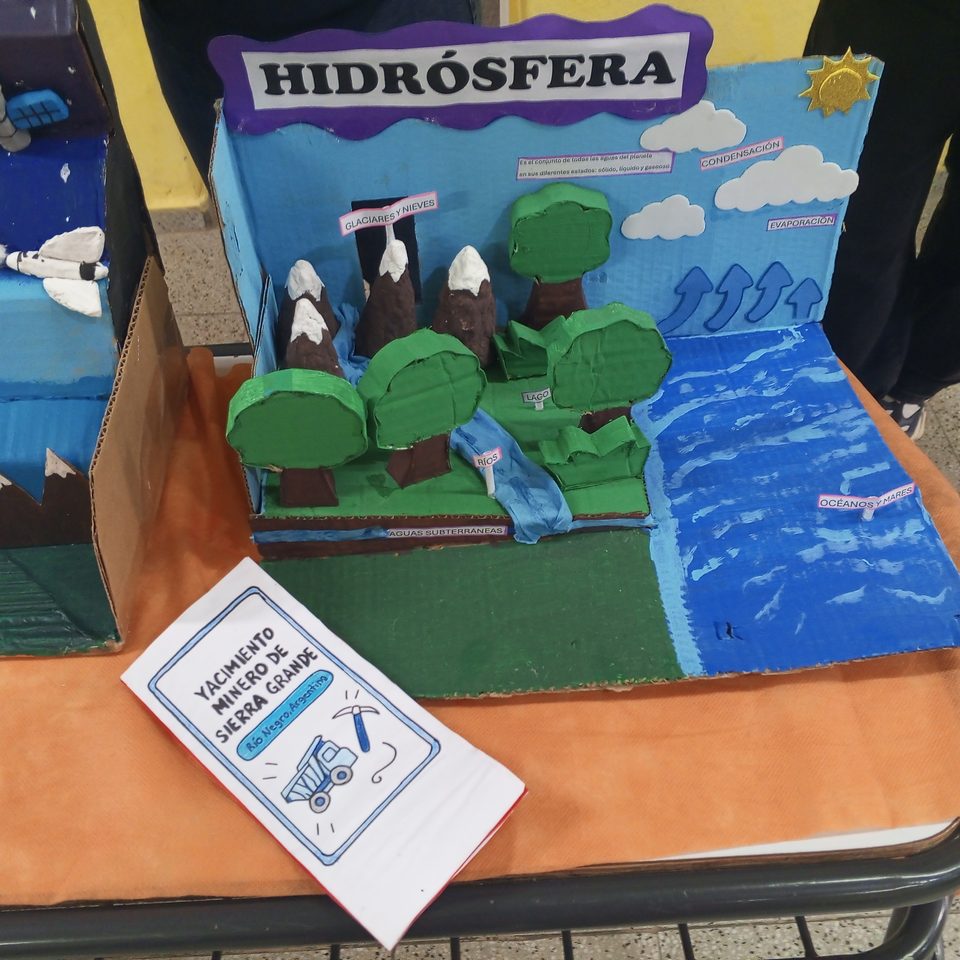 HIDRÓSFERA
Es el conjunto de todas las aguas del planeta
en sus diferentes estados: sólido, líquido y gaseoso
CONDENSACIÓN
EVAPORACIÓN
GLACIARES Y NIEVES
LAGO
RÍOS
OCÉANOS Y MARES
AGUAS SUBTERRANEAS
YACIMIENTO
MINERO DE
SIERRA GRANDE
Río Negro, Argentina